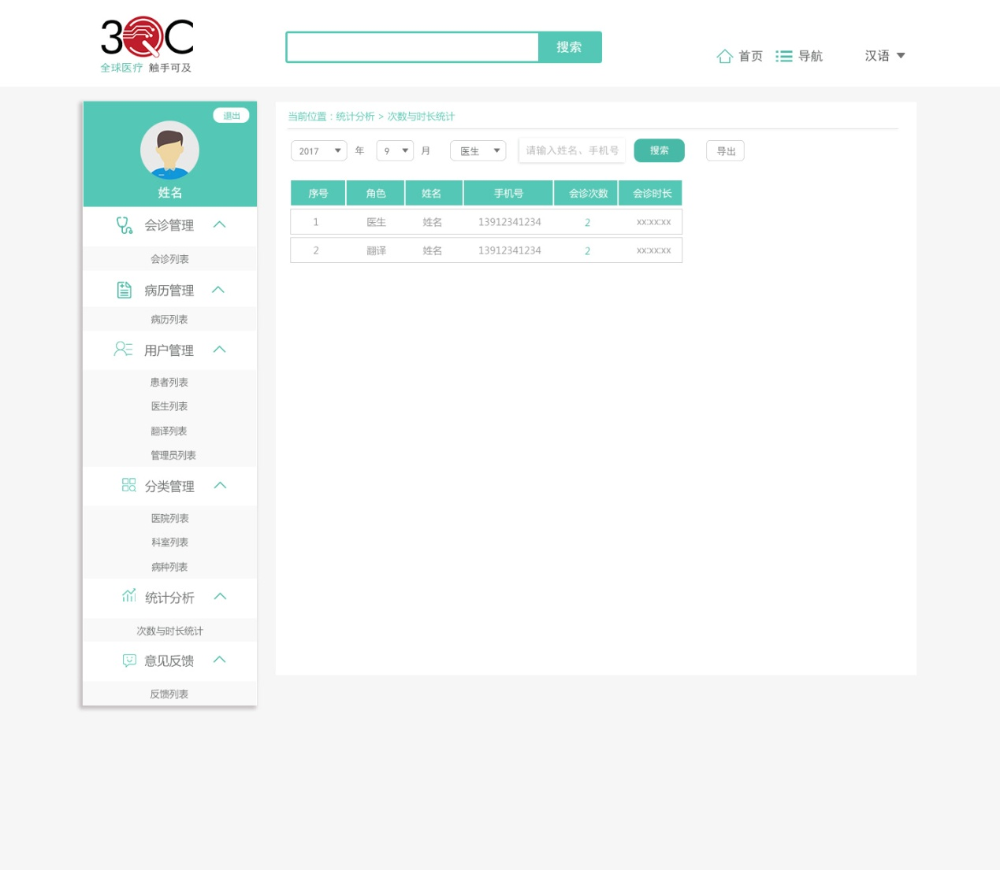 3QC
全球医疗 触手可及
搜索
首页
导航
汉语
退出
姓名
会诊管理
会诊列表
病历管理
病历列表
用户管理
患者列表
医生列表
翻译列表
管理员列表
分类管理
医院列表
科室列表
病种列表
统计分析
次数与时长统计
意见反馈
反馈列表
当前位置：统计分析 > 次数与时长统计
2017 年 9 月 医生 请输入姓名、手机号 搜索 导出
序号 角色 姓名 手机号 会诊次数 会诊时长
1 医生 姓名 13912341234 2 xx:xx:xx
2 翻译 姓名 13912341234 2 xx:xx:xx